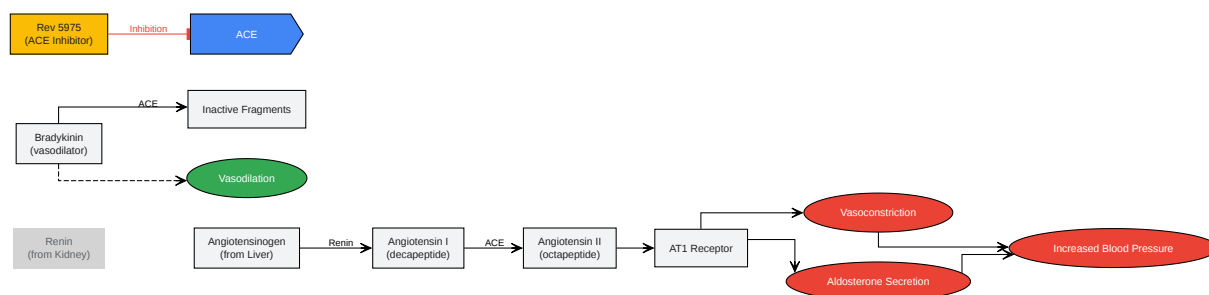 Rev 5975
(ACE Inhibitor)
Inhibition
ACE
ACE
Inactive Fragments
Bradykinin
(vasodilator)
Vasodilation
Renin
(from Kidney)
Angiotensinogen
(from Liver)
Renin
Angiotensin I
(decapeptide)
ACE
Angiotensin II
(octapeptide)
AT1 Receptor
Vasoconstriction
Aldosterone Secretion
Increased Blood Pressure